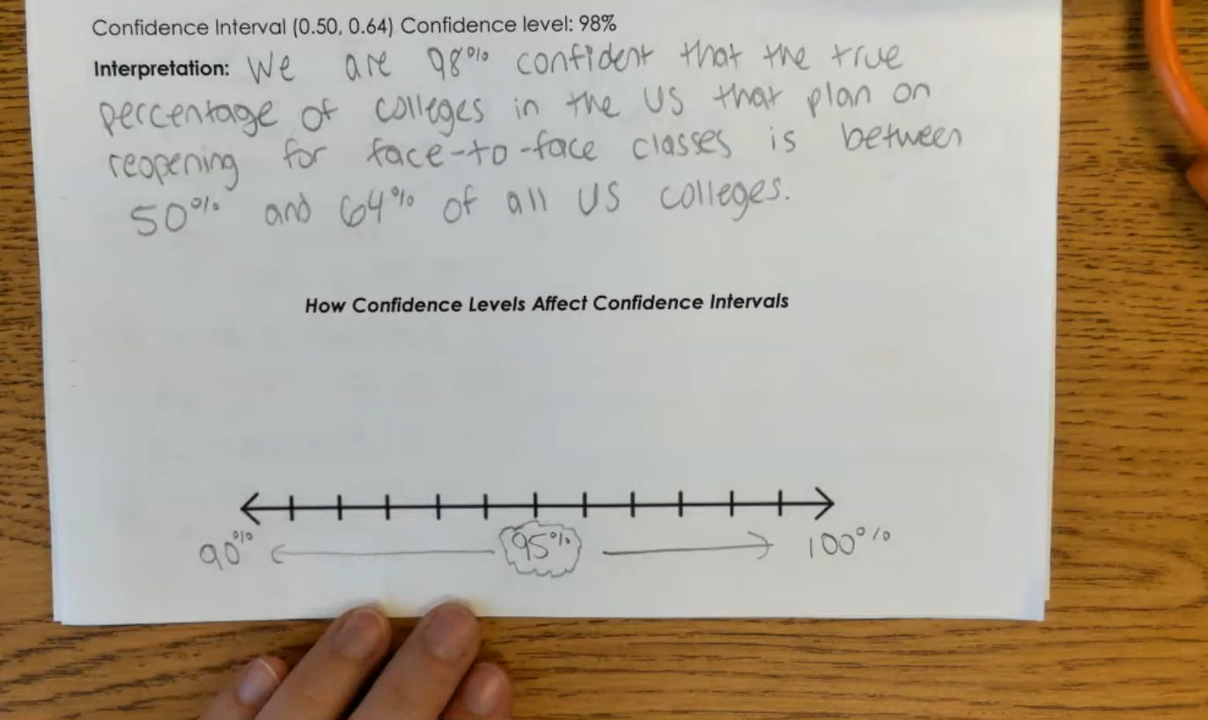 Confidence Interval (0.50, 0.64) Confidence level: 98%
Interpretation: We are 98% confident that the true
percentage of colleges in the US that plan on
reopening for face-to-face classes is between
50% and 64% of all US colleges.
How Confidence Levels Affect Confidence Intervals
90% 95% 100%